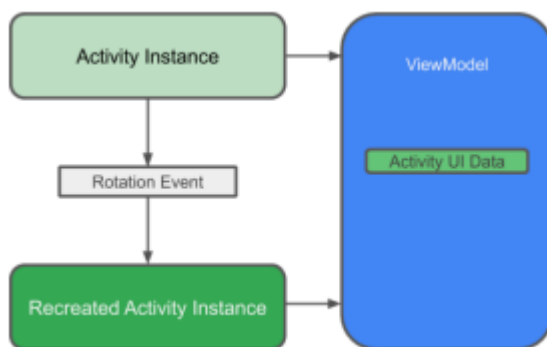 Activity Instance
ViewModel
Activity UI Data
Rotation Event
Recreated Activity Instance